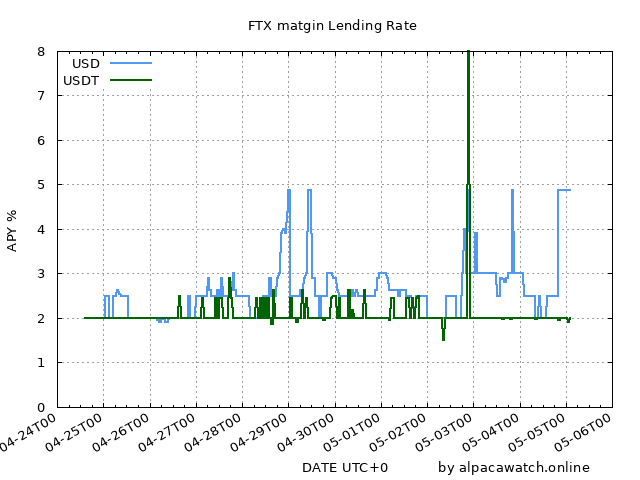 FTX matgin Lending Rate
USD
USDT
8
7
6
5
4
3
2
1
0
APY %
04-24T00
04-25T00
04-26T00
04-27T00
04-28T00
04-29T00
04-30T00
05-01T00
05-02T00
05-03T00
05-04T00
05-05T00
05-06T00
DATE UTC+0
by alpacawatch.online